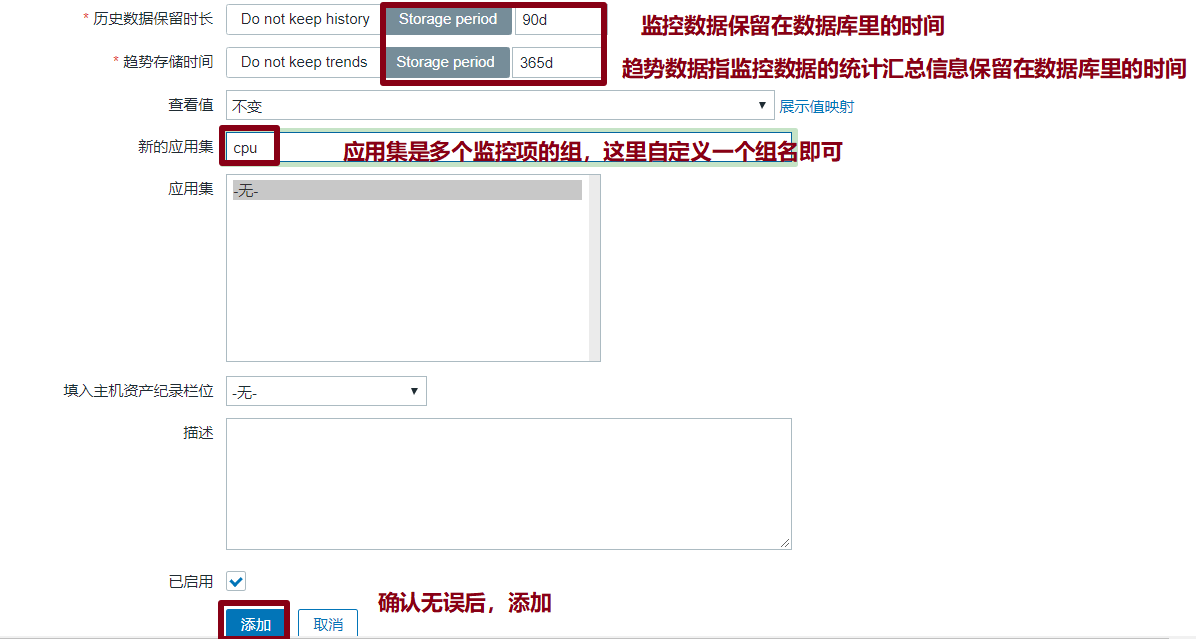 * 历史数据保留时长 Do not keep history Storage period 90d 监控数据保留在数据库里的时间
* 趋势存储时间 Do not keep trends Storage period 365d 趋势数据指监控数据的统计汇总信息保留在数据库里的时间
查看值 不变 展示值映射
新的应用集 cpu 应用集是多个监控项的组，这里自定义一个组名即可
应用集 -无-
填入主机资产纪录栏位 -无-
描述
已启用
确认无误后，添加
添加 取消